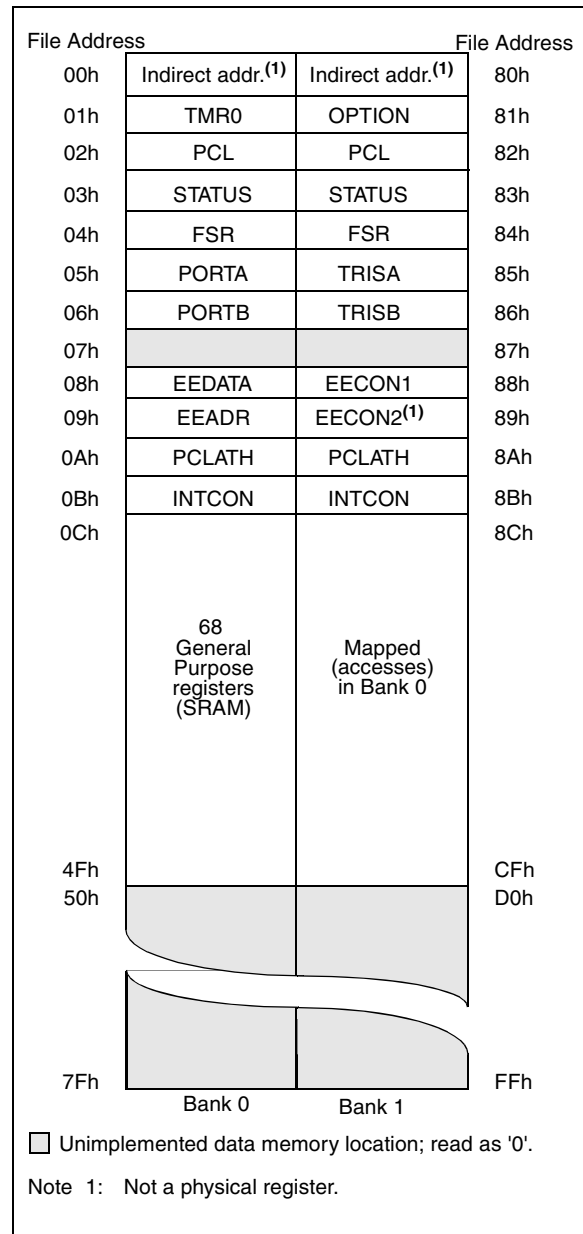 File Address File Address
00h Indirect addr.(1) Indirect addr.(1) 80h
01h TMR0 OPTION 81h
02h PCL PCL 82h
03h STATUS STATUS 83h
04h FSR FSR 84h
05h PORTA TRISA 85h
06h PORTB TRISB 86h
07h 87h
08h EEDATA EECON1 88h
09h EEADR EECON2(1) 89h
0Ah PCLATH PCLATH 8Ah
0Bh INTCON INTCON 8Bh
0Ch 8Ch
68
General
Purpose
registers
(SRAM)
Mapped
(accesses)
in Bank 0
4Fh CFh
50h D0h
7Fh FFh
Bank 0 Bank 1
Unimplemented data memory location; read as '0'.
Note 1: Not a physical register.